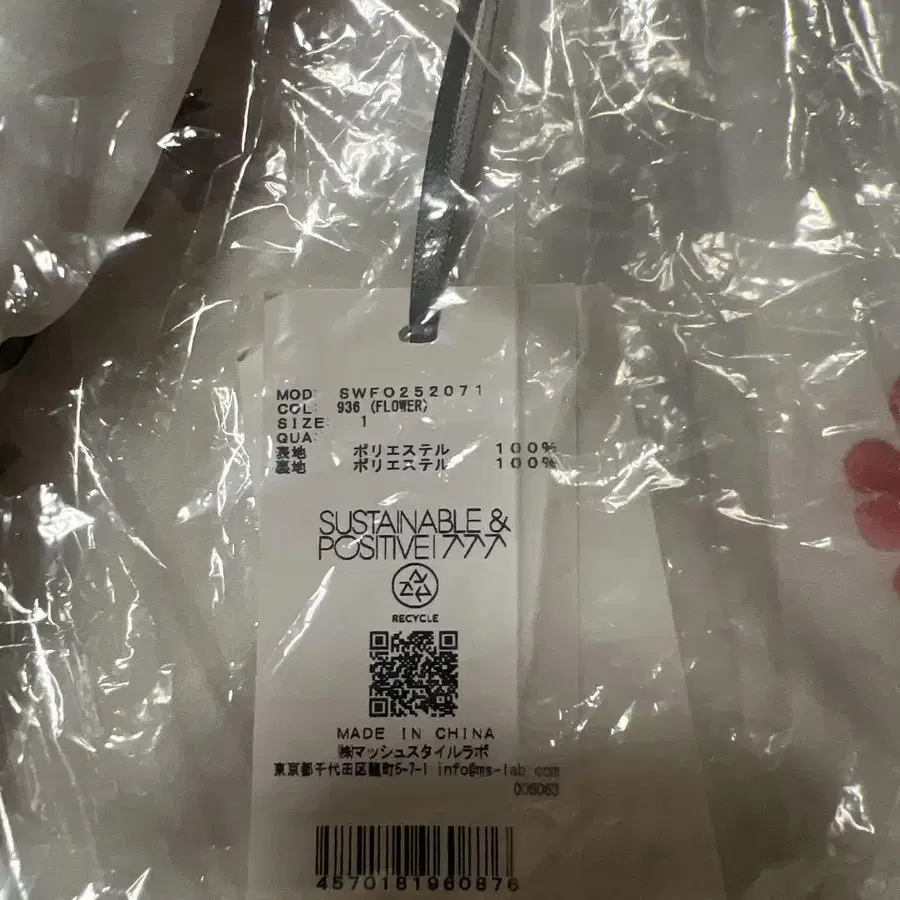 MOD: SWFO252071
COL: 936 (FLOWER)
SIZE: 1
QUA:
表地 ポリエステル 100%
裏地 ポリエステル 100%
SUSTAINABLE &
POSITIVE!
RECYCLE
MADE IN CHINA
㈱マッシュスタイルラボ
東京都千代田区麹町5-7-1 info@ms-lab.com
006063
4570181960876